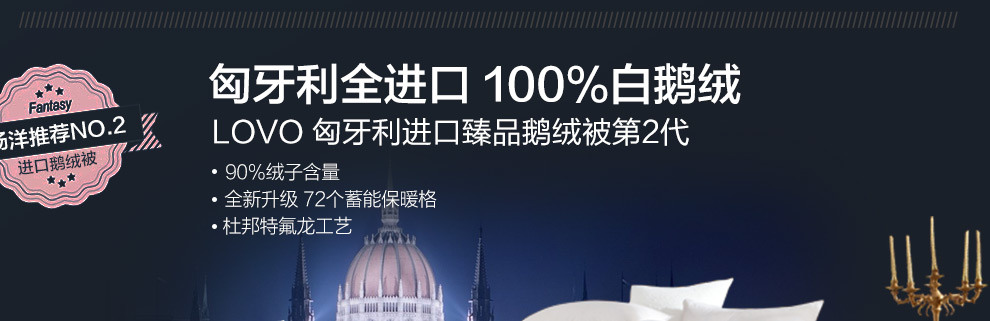 Fantasy
洋推荐NO.2
进口鹅绒被
匈牙利全进口 100%白鹅绒
LOVO 匈牙利进口臻品鹅绒被第2代
• 90%绒子含量
• 全新升级 72个蓄能保暖格
• 杜邦特氟龙工艺